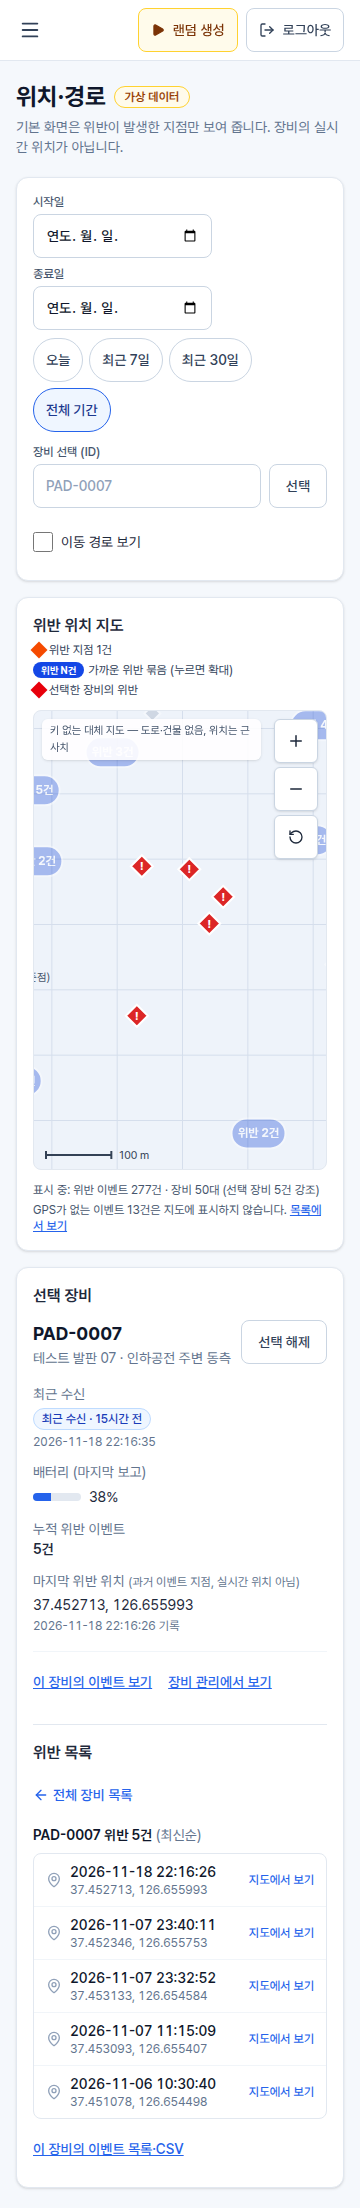 랜덤 생성
로그아웃
위치·경로 가상 데이터
기본 화면은 위반이 발생한 지점만 보여 줍니다. 장비의 실시
간 위치가 아닙니다.
시작일
연도. 월. 일.
종료일
연도. 월. 일.
오늘 최근 7일 최근 30일
전체 기간
장비 선택 (ID)
PAD-0007 선택
이동 경로 보기
위반 위치 지도
위반 지점 1건
위반 N건 가까운 위반 묶음 (누르면 확대)
선택한 장비의 위반
키 없는 대체 지도 — 도로·건물 없음, 위치는 근
사치
5건
2건
위반 2건
100 m
표시 중: 위반 이벤트 277건 · 장비 50대 (선택 장비 5건 강조)
GPS가 없는 이벤트 13건은 지도에 표시하지 않습니다. 목록에
서 보기
선택 장비
PAD-0007 선택 해제
테스트 발판 07 · 인하공전 주변 동측
최근 수신
최근 수신 · 15시간 전
2026-11-18 22:16:35
배터리 (마지막 보고)
38%
누적 위반 이벤트
5건
마지막 위반 위치 (과거 이벤트 지점, 실시간 위치 아님)
37.452713, 126.655993
2026-11-18 22:16:26 기록
이 장비의 이벤트 보기 장비 관리에서 보기
위반 목록
← 전체 장비 목록
PAD-0007 위반 5건 (최신순)
2026-11-18 22:16:26 지도에서 보기
37.452713, 126.655993
2026-11-07 23:40:11 지도에서 보기
37.452346, 126.655753
2026-11-07 23:32:52 지도에서 보기
37.453133, 126.654584
2026-11-07 11:15:09 지도에서 보기
37.453093, 126.655407
2026-11-06 10:30:40 지도에서 보기
37.451078, 126.654498
이 장비의 이벤트 목록·CSV